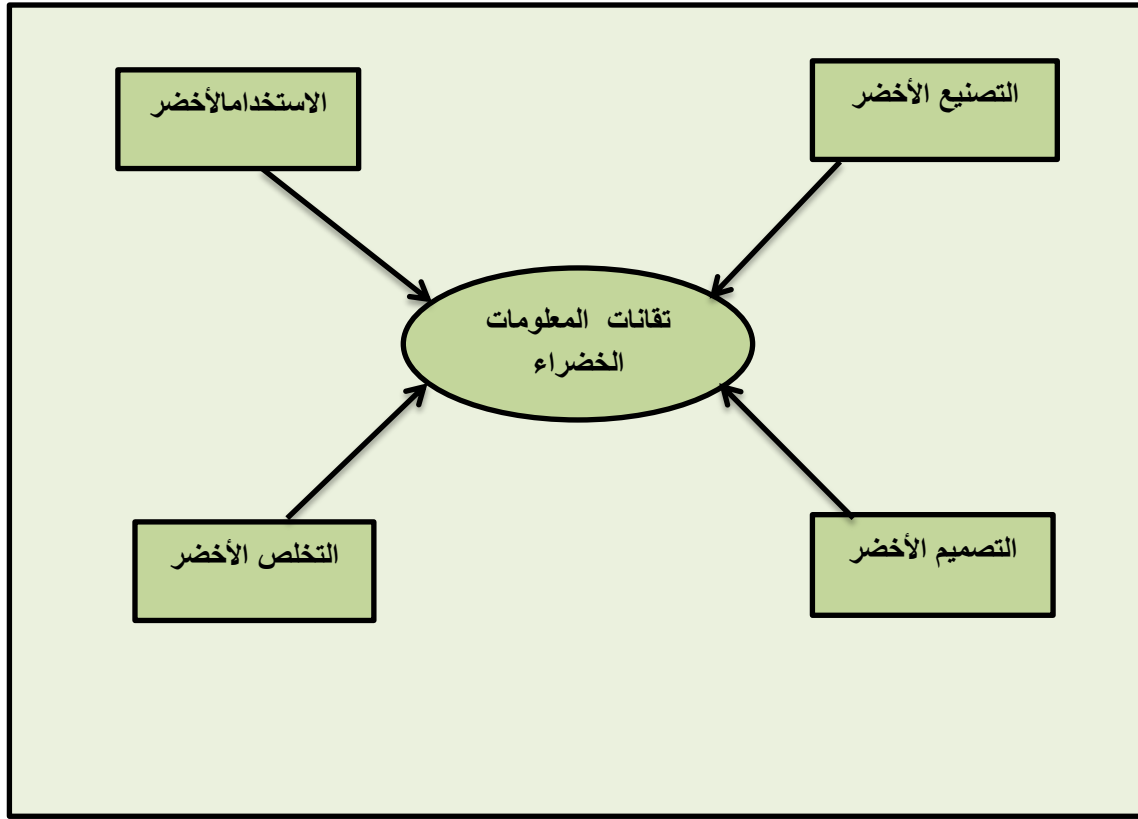 التصنيع الأخضر
الاستخدامالأخضر
تقانات المعلومات
الخضراء
التصميم الأخضر
التخلص الأخضر